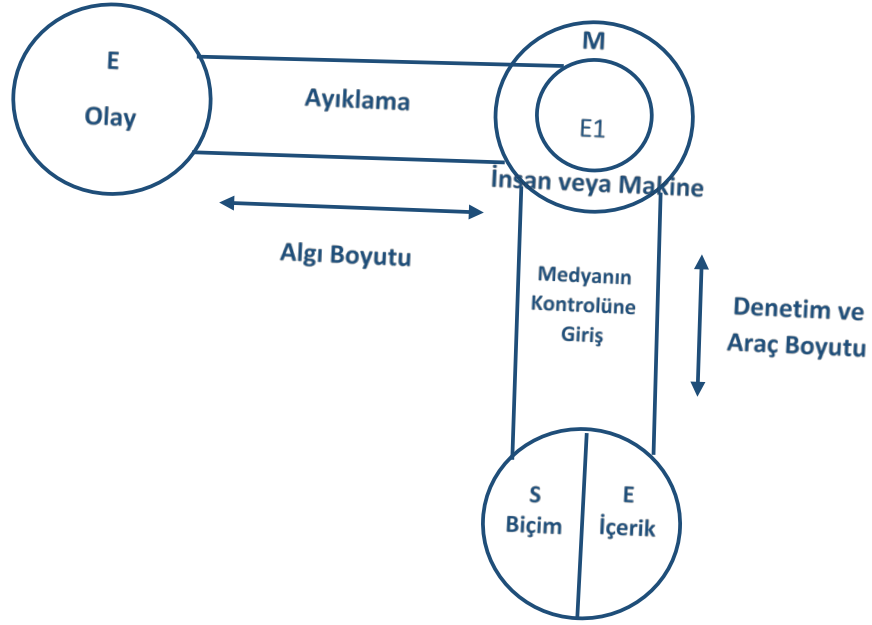 E
Olay
Ayıklama
M
E1
İnsan veya Makine
Algı Boyutu
Medyanın
Kontrolüne
Giriş
Denetim ve
Araç Boyutu
S
Biçim
E
İçerik